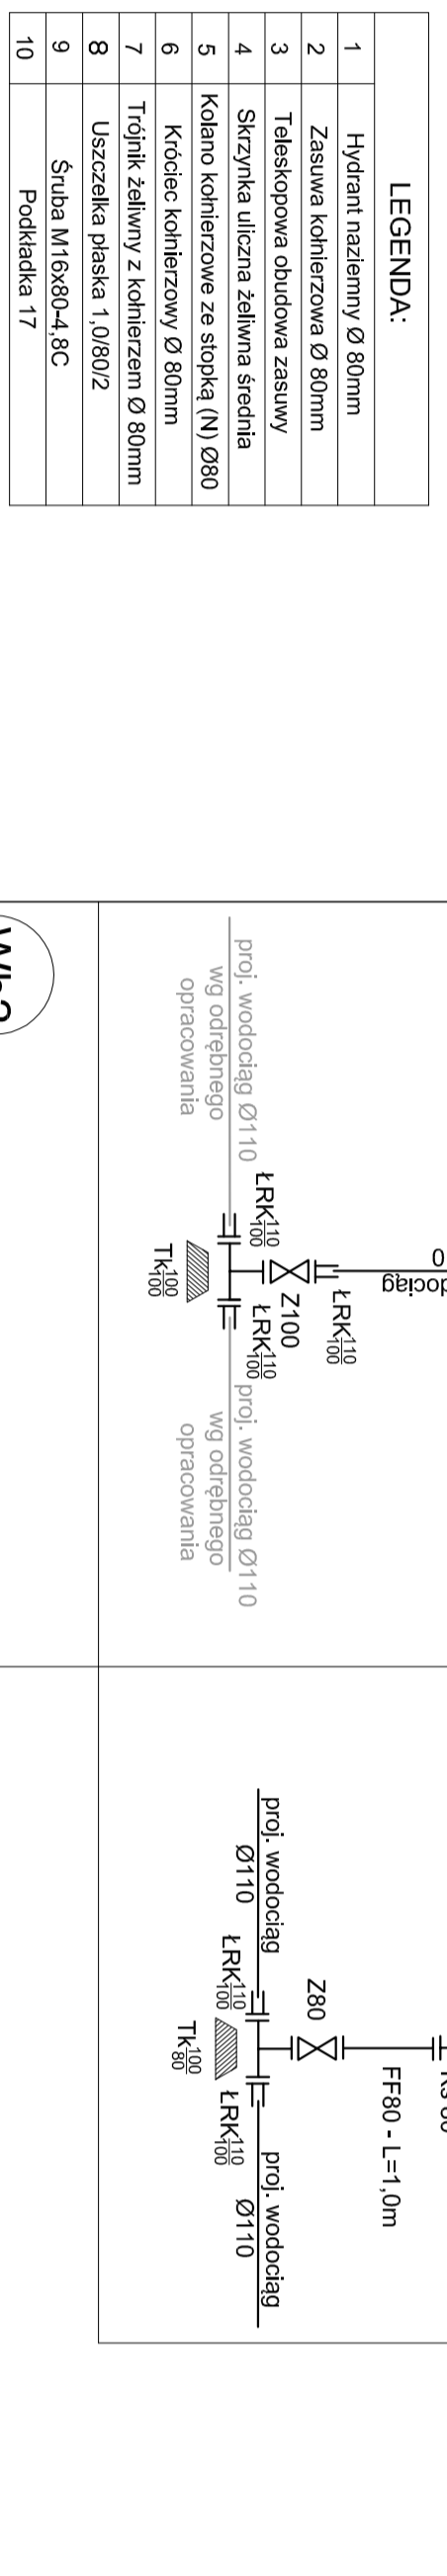 LEGENDA:
1 Hydrant naziemny Ø 80mm
2 Zasuwa kołnierzowa Ø 80mm
3 Teleskopowa obudowa zasuwy
4 Skrzynka uliczna żeliwna średnia
5 Kolano kołnierzowe ze stopką (N) Ø80
6 Króciec kołnierzowy Ø 80mm
7 Trójnik żeliwny z kołnierzem Ø 80mm
8 Uszczelka płaska 1,0/80/2
9 Śruba M16x80-4,8C
10 Podkładka 17
ŁRK 110/100
Z100
ŁRK 110/100
proj. wodociąg Ø110
wg odrębnego
opracowania
ŁRK 110/100
proj. wodociąg Ø110
wg odrębnego
opracowania
Tk 100/100
FF80 - L=1,0m
Z80
proj. wodociąg
Ø110
ŁRK 110/100
proj. wodociąg
Ø110
ŁRK 110/100
Tk 100/80